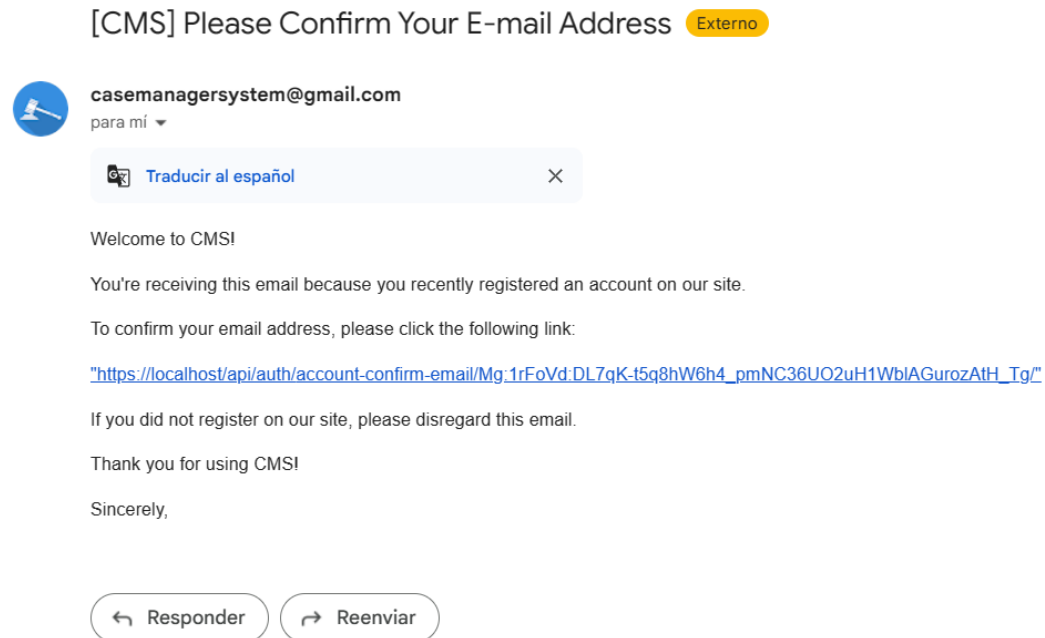 [CMS] Please Confirm Your E-mail Address Externo
casemanagersystem@gmail.com
para mí
Traducir al español
Welcome to CMS!
You're receiving this email because you recently registered an account on our site.
To confirm your email address, please click the following link:
"https://localhost/api/auth/account-confirm-email/Mg:1rFoVd:DL7qK-t5q8hW6h4_pmNC36UO2uH1WblAGurozAtH_Tg/"
If you did not register on our site, please disregard this email.
Thank you for using CMS!
Sincerely,
Responder Reenviar